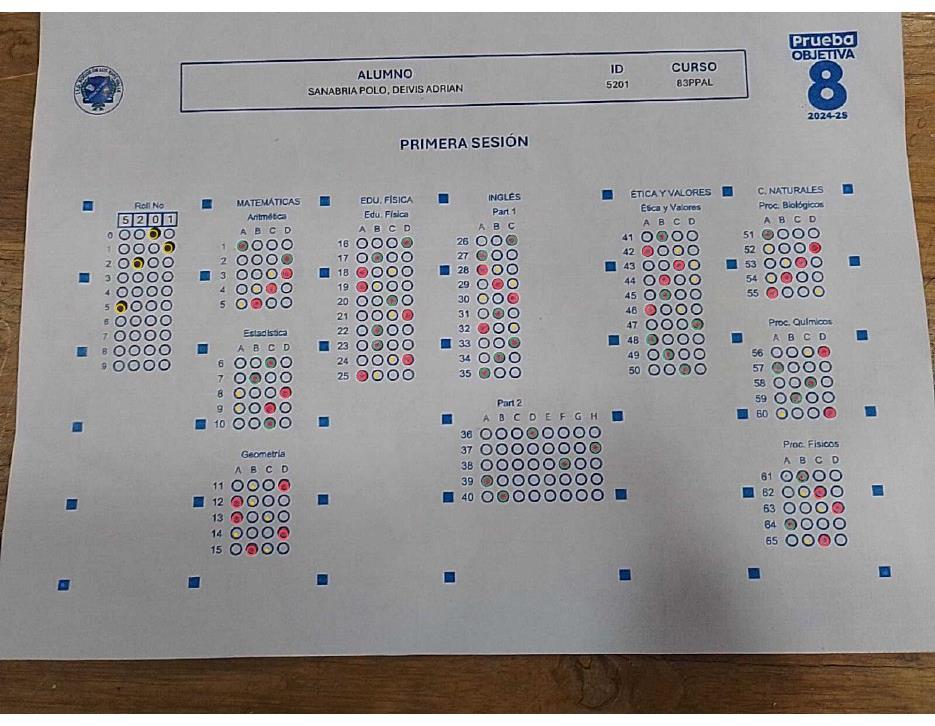 Prueba
OBJETIVA
8
2024-25
ALUMNO
SANABRIA POLO, DEIVIS ADRIAN
ID
5201
CURSO
83PPAL
PRIMERA SESIÓN
Roll No
5 2 0 1
0
1
2
3
4
5
6
7
8
9
MATEMÁTICAS
Aritmética
A B C D
1
2
3
4
5
Estadística
A B C D
6
7
8
9
10
Geometría
A B C D
11
12
13
14
15
EDU. FÍSICA
Edu. Física
A B C D
16
17
18
19
20
21
22
23
24
25
INGLÉS
Part 1
A B C
26
27
28
29
30
31
32
33
34
35
Part 2
A B C D E F G H
36
37
38
39
40
ÉTICA Y VALORES
Ética y Valores
A B C D
41
42
43
44
45
46
47
48
49
50
C. NATURALES
Proc. Biológicos
A B C D
51
52
53
54
55
Proc. Químicos
A B C D
56
57
58
59
60
Proc. Físicos
A B C D
61
62
63
64
65